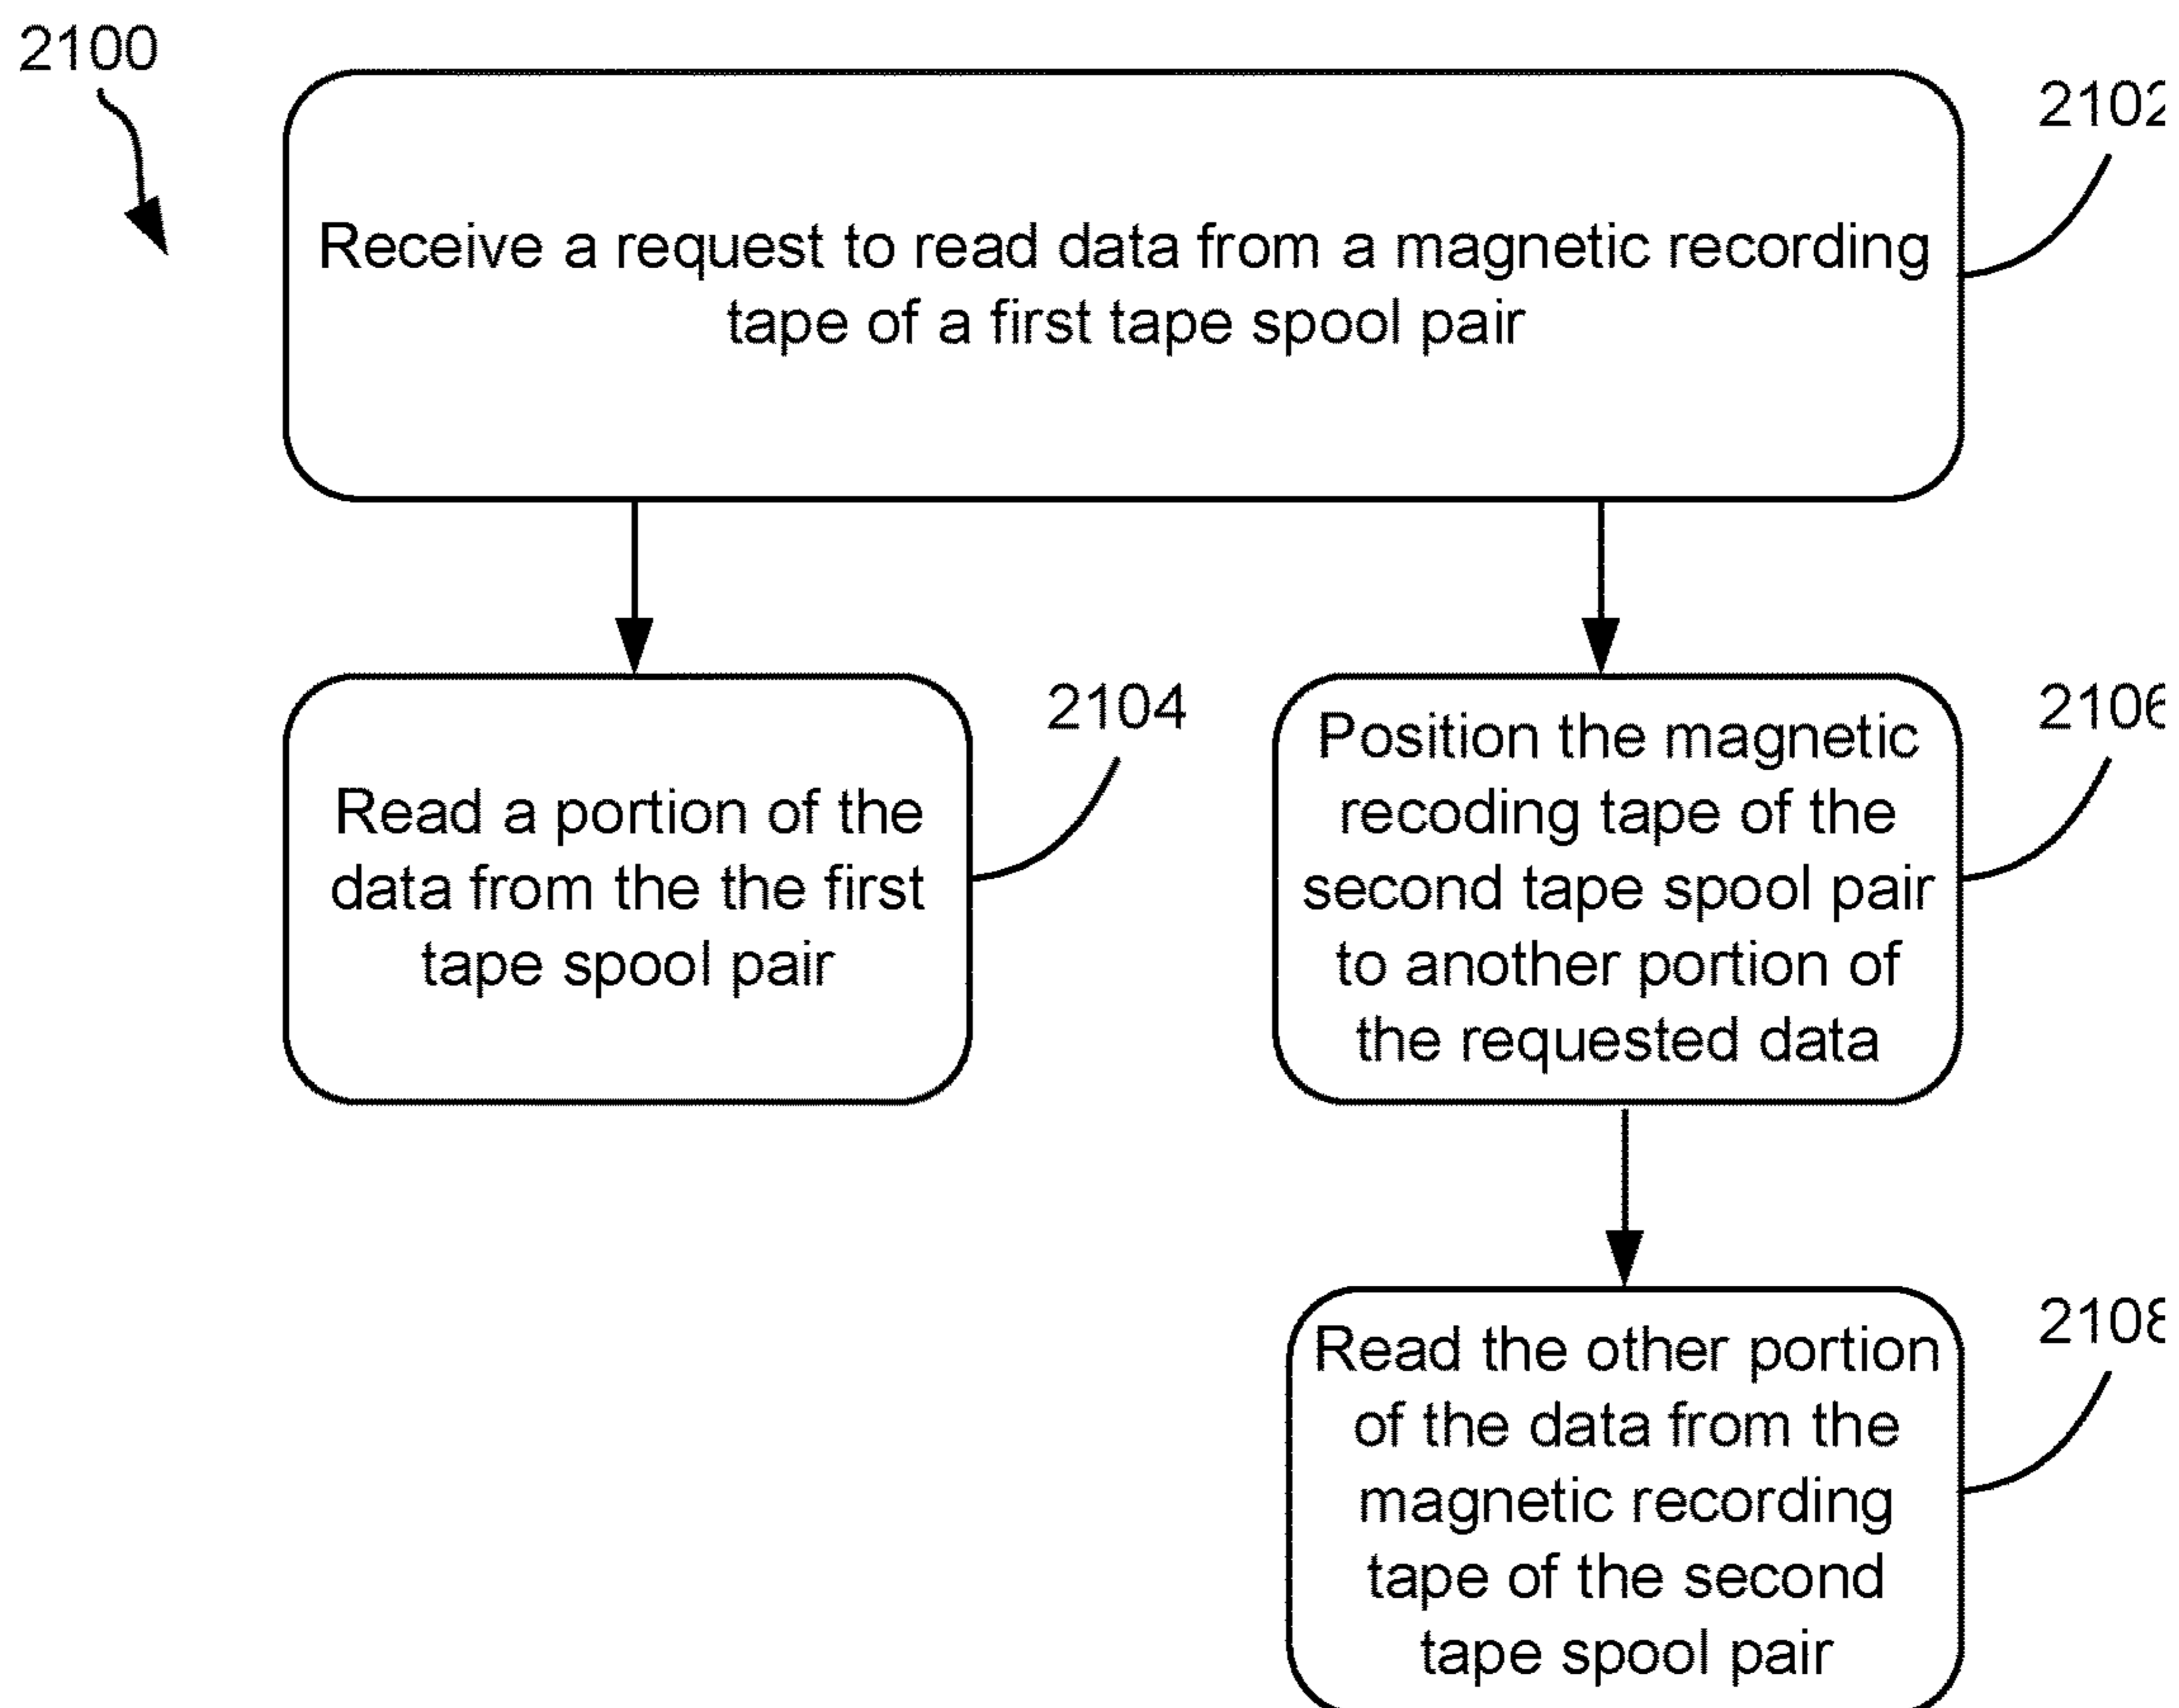 2100
2102
Receive a request to read data from a magnetic recording
tape of a first tape spool pair
2104
Read a portion of the
data from the the first
tape spool pair
2106
Position the magnetic
recoding tape of the
second tape spool pair
to another portion of
the requested data
2108
Read the other portion
of the data from the
magnetic recording
tape of the second
tape spool pair